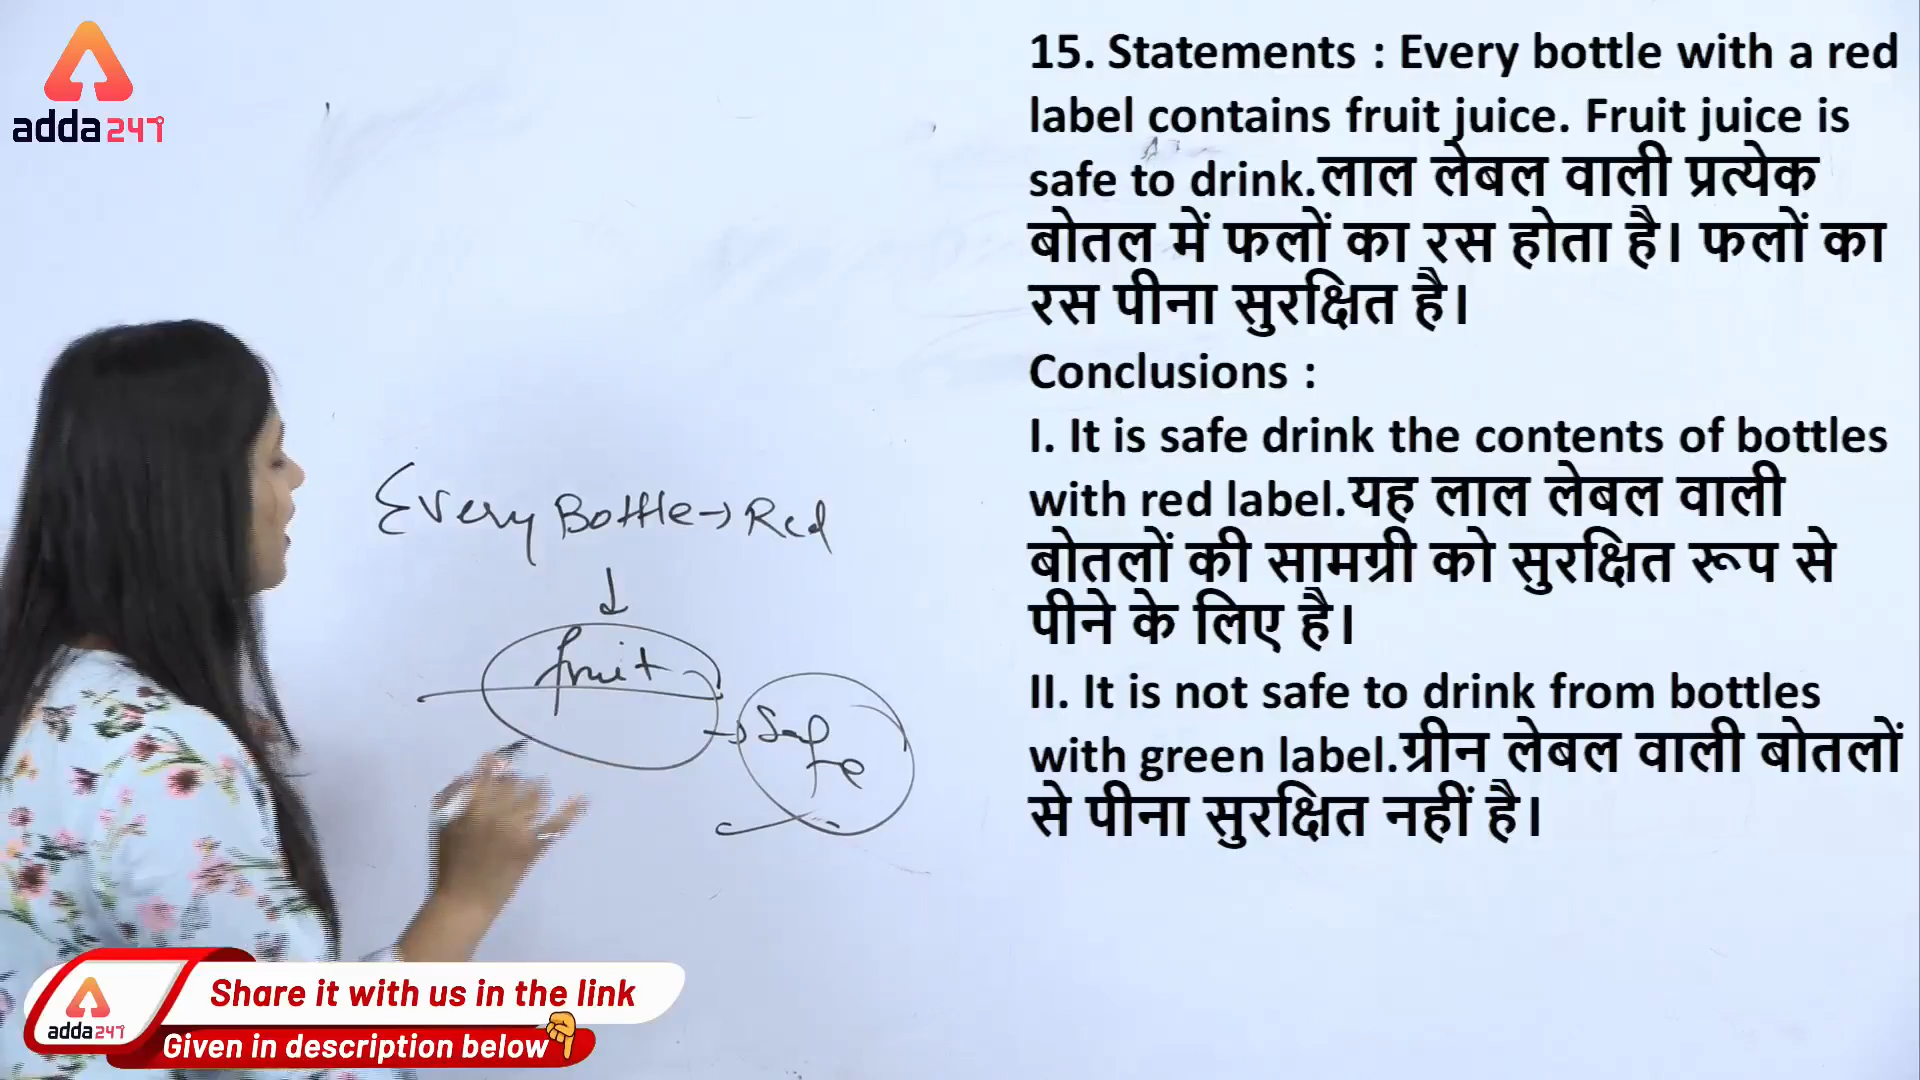 adda247
15. Statements : Every bottle with a red
label contains fruit juice. Fruit juice is
safe to drink.लाल लेबल वाली प्रत्येक
बोतल में फलों का रस होता है। फलों का
रस पीना सुरक्षित है।
Conclusions :
I. It is safe drink the contents of bottles
with red label.यह लाल लेबल वाली
बोतलों की सामग्री को सुरक्षित रूप से
पीने के लिए है।
II. It is not safe to drink from bottles
with green label.ग्रीन लेबल वाली बोतलों
से पीना सुरक्षित नहीं है।
Every Bottle→Red
↓
fruit
→Saf
fe
adda247
Share it with us in the link
Given in description below